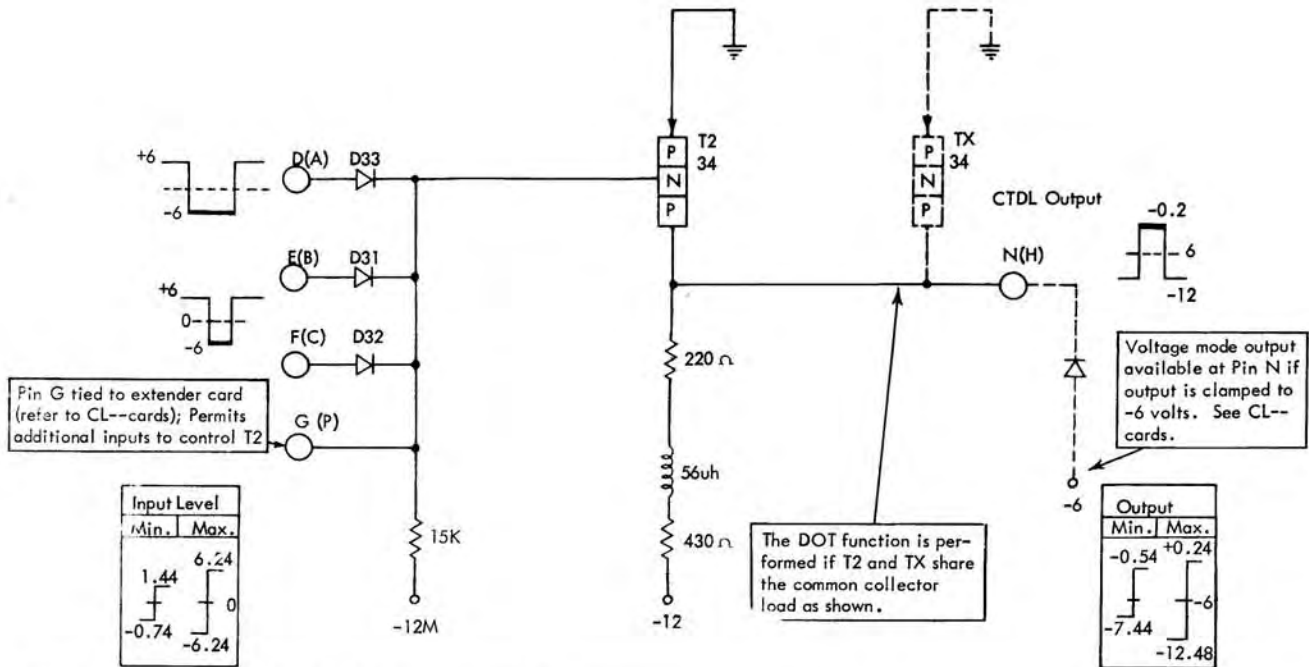 +6
-6
D(A)
D33
+6
0
-6
E(B)
D31
F(C)
D32
Pin G tied to extender card
(refer to CL--cards); Permits
additional inputs to control T2
G (P)
Input Level
Min. Max.
1.44 6.24
0
-0.74 -6.24
15K
-12M
P
N
P
T2
34
220 Ω
56uh
430 Ω
-12
P
N
P
TX
34
The DOT function is per-
formed if T2 and TX share
the common collector
load as shown.
CTDL Output
N(H)
-0.2
6
-12
Voltage mode output
available at Pin N if
output is clamped to
-6 volts. See CL--
cards.
-6
Output
Min. Max.
-0.54 +0.24
-6
-7.44 -12.48